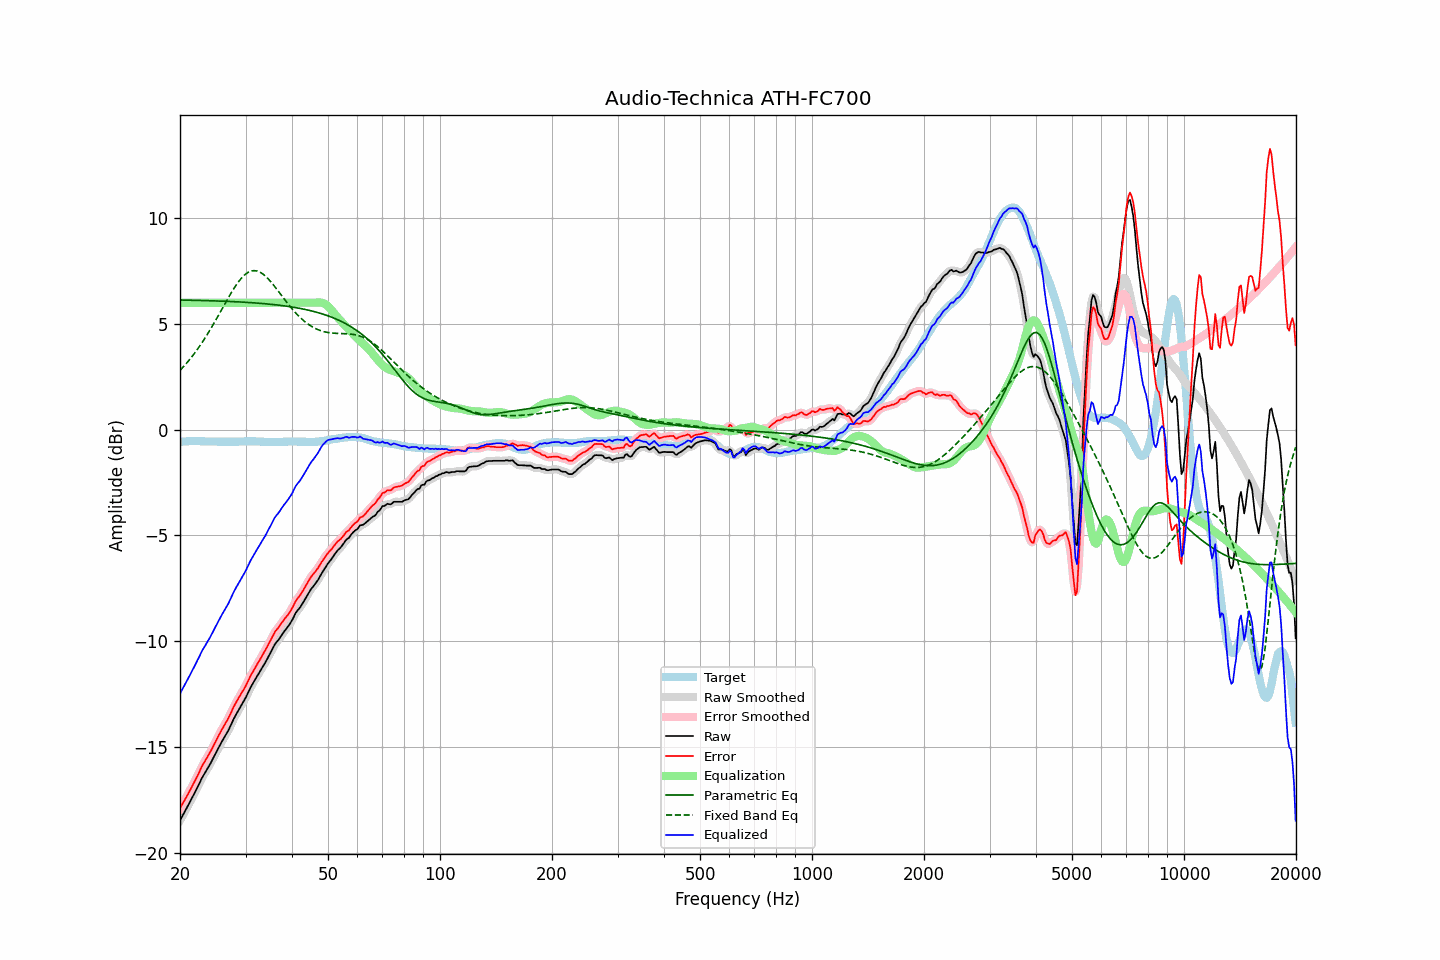 Audio-Technica ATH-FC700
Amplitude (dBr)
10
5
0
−5
−10
−15
−20
20
50
100
200
500
1000
2000
5000
10000
20000
Frequency (Hz)
Target
Raw Smoothed
Error Smoothed
Raw
Error
Equalization
Parametric Eq
Fixed Band Eq
Equalized